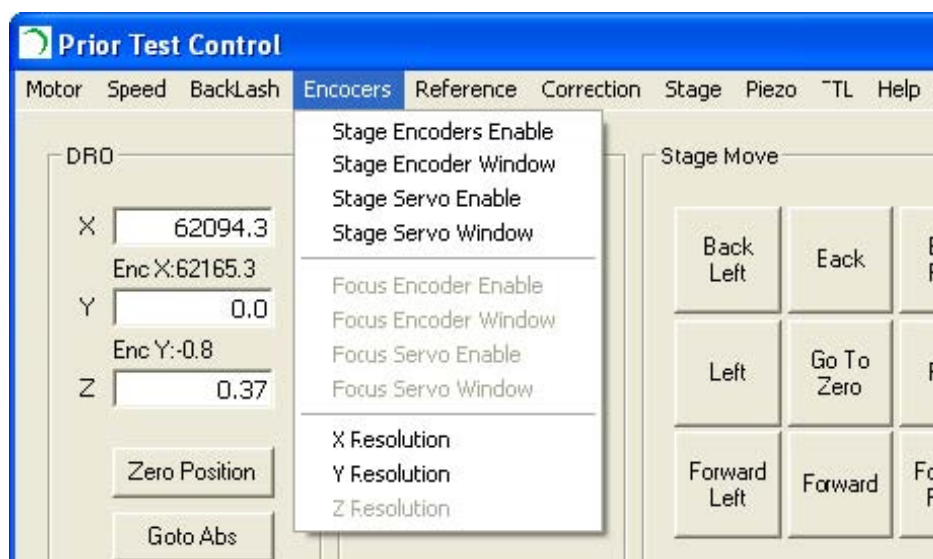 Prior Test Control
Motor Speed BackLash Encocers Reference Correction Stage Piezo TL Help
DRO
X 62094.3
Enc X:62165.3
Y 0.0
Enc Y:-0.8
Z 0.37
Zero Position
Goto Abs
Stage Encoders Enable
Stage Encoder Window
Stage Servo Enable
Stage Servo Window
Focus Encoder Enable
Focus Encoder Window
Focus Servo Enable
Focus Servo Window
X Resolution
Y Resolution
Z Resolution
Stage Move
Back
Left
Eack
Left
Go To
Zero
Forward
Left
Forward